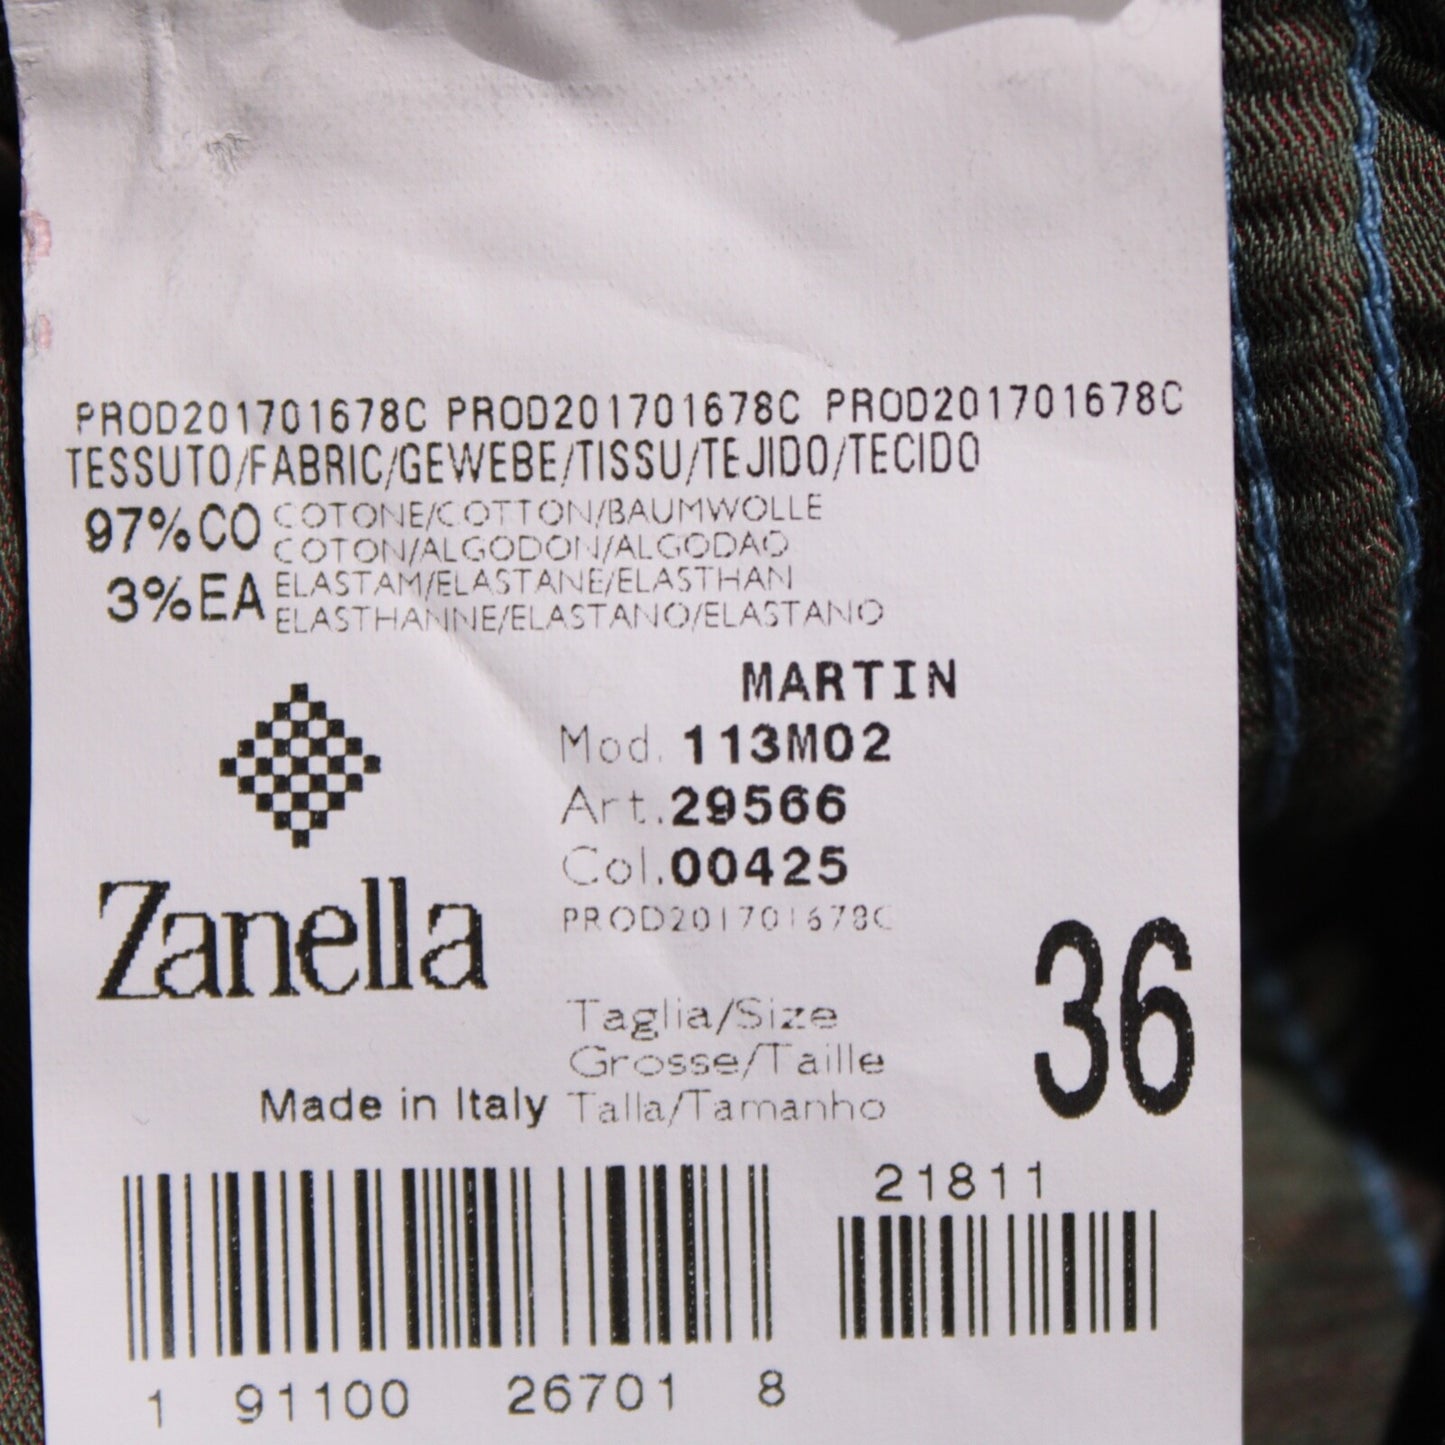 PROD201701678C PROD201701678C PROD201701678C
TESSUTO/FABRIC/GEWEBE/TISSU/TEJIDO/TECIDO
97%CO COTONE/COTTON/BAUMWOLLE
COTON/ALGODON/ALGODAO
3%EA ELASTAM/ELASTANE/ELASTHAN
ELASTHANNE/ELASTANO/ELASTANO
MARTIN
Mod. 113M02
Art. 29566
Col. 00425
PROD201701678C
Zanella
36
Taglia/Size
Grosse/Taille
Made in Italy Talla/Tamanho
21811
1 91100 26701 8